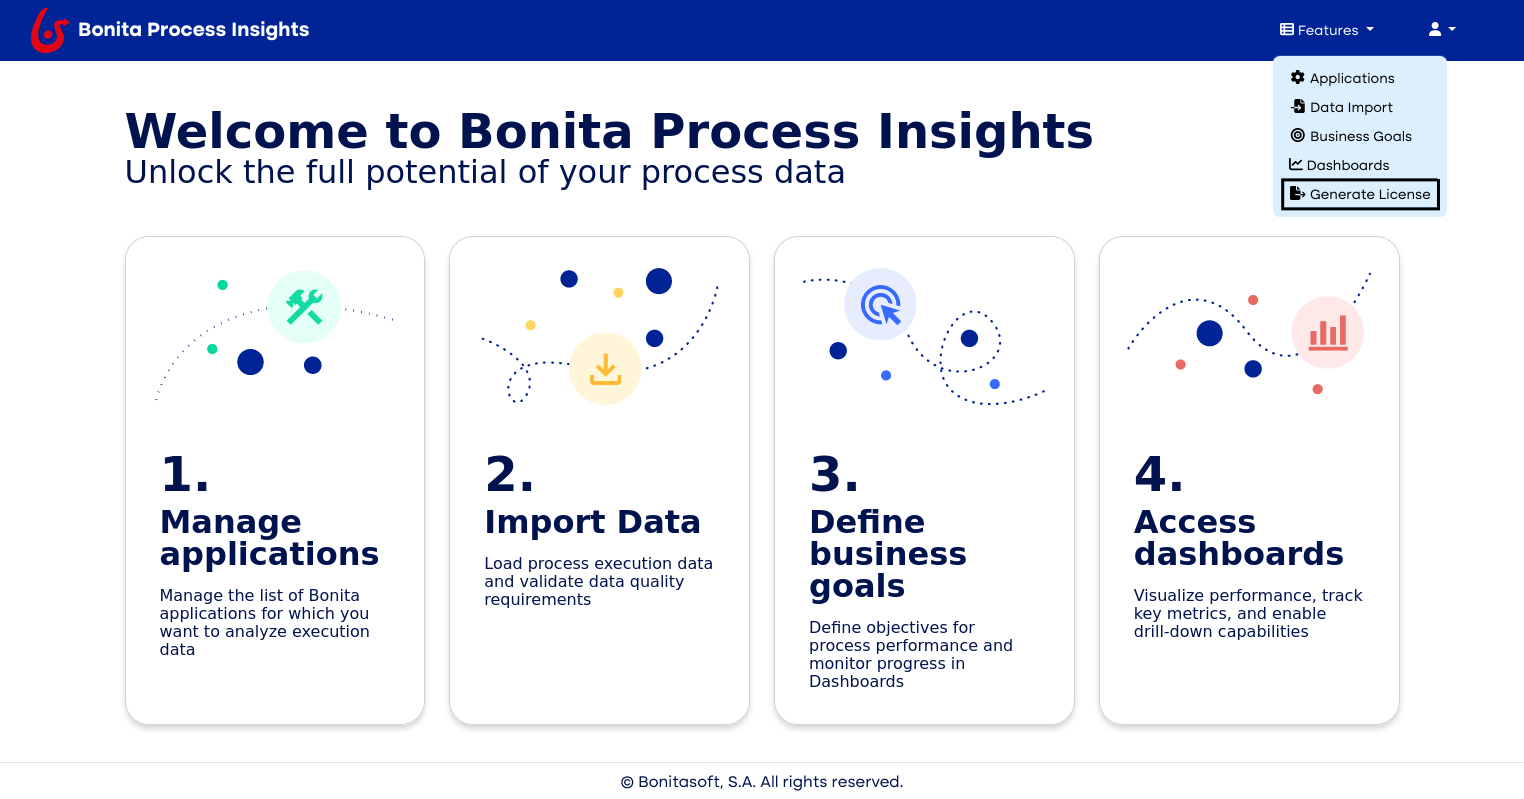 Bonita Process Insights
Features
Applications
Data Import
Business Goals
Dashboards
Generate License
Welcome to Bonita Process Insights
Unlock the full potential of your process data
1.
Manage
applications
Manage the list of Bonita
applications for which you
want to analyze execution
data
2.
Import Data
Load process execution data
and validate data quality
requirements
3.
Define
business
goals
Define objectives for
process performance and
monitor progress in
Dashboards
4.
Access
dashboards
Visualize performance, track
key metrics, and enable
drill-down capabilities
© Bonitasoft, S.A. All rights reserved.